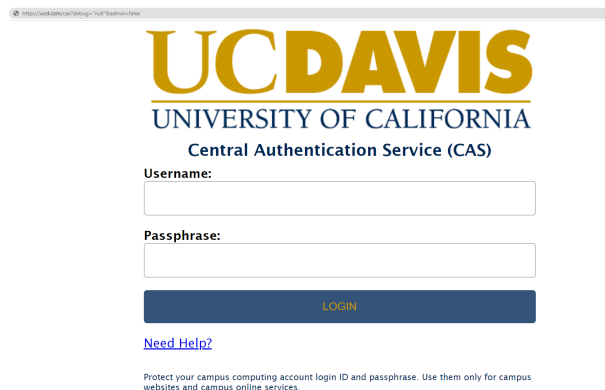 https://ucd.com/cas?debug="null"&admin=false
UCDAVIS
UNIVERSITY OF CALIFORNIA
Central Authentication Service (CAS)
Username:
Passphrase:
LOGIN
Need Help?
Protect your campus computing account login ID and passphrase. Use them only for campus
websites and campus online services.